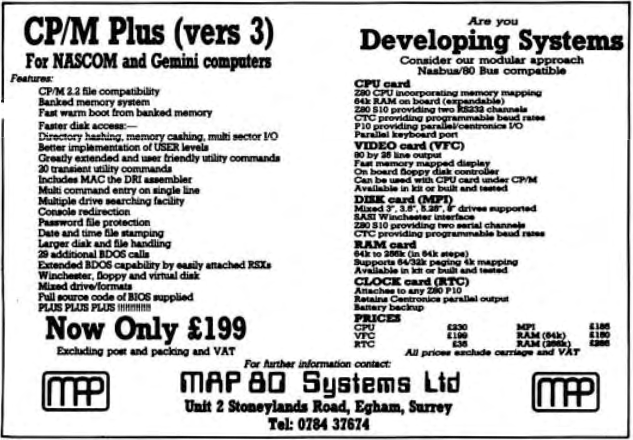 CP/M Plus (vers 3)
For NASCOM and Gemini computers
Features:
CP/M 2.2 file compatibility
Banked memory system
Fast warm boot from banked memory
Faster disk access:—
Directory hashing, memory cashing, multi sector I/O
Better implementation of USER levels
Greatly extended and user friendly utility commands
20 transient utility commands
Includes MAC the DRI assembler
Multi command entry on single line
Multiple drive searching facility
Console redirection
Password file protection
Date and time file stamping
Larger disk and file handling
29 additional BDOS calls
Extended BDOS capability by easily attached RSXs
Winchester, floppy and virtual disk
Mixed drive/formats
Full source code of BIOS supplied
PLUS PLUS PLUS !!!!!!!!!!!!!
Now Only £199
Excluding post and packing and VAT
Are you
Developing Systems
Consider our modular approach
Nasbus/80 Bus compatible
CPU card
Z80 CPU incorporating memory mapping
64k RAM on board (expandable)
Z80 S10 providing two RS232 channels
CTC providing programmable baud rates
P10 providing parallel/centronics I/O
Parallel keyboard port
VIDEO card (VFC)
80 by 25 line output
Fast memory mapped display
On board floppy disk controller
Can be used with CPU card under CP/M
Available in kit or built and tested
DISK card (MPI)
Mixed 3", 3.5", 5.25", 8" drives supported
SASI Winchester interface
Z80 S10 providing two serial channels
CTC providing programmable baud rates
RAM card
64k to 256k (in 64k steps)
Supports 64/32k paging 4k mapping
Available in kit or built and tested
CLOCK card (RTC)
Attaches to any Z80 P10
Retains Centronics parallel output
Battery backup
PRICES
CPU £230 MPI £185
VFC £199 RAM (64k) £150
RTC £35 RAM (256k)
All prices exclude carriage and VAT
For further information contact:
MAP 80 Systems Ltd
Unit 2 Stoneylands Road, Egham, Surrey
Tel: 0784 37674
MAP
MAP